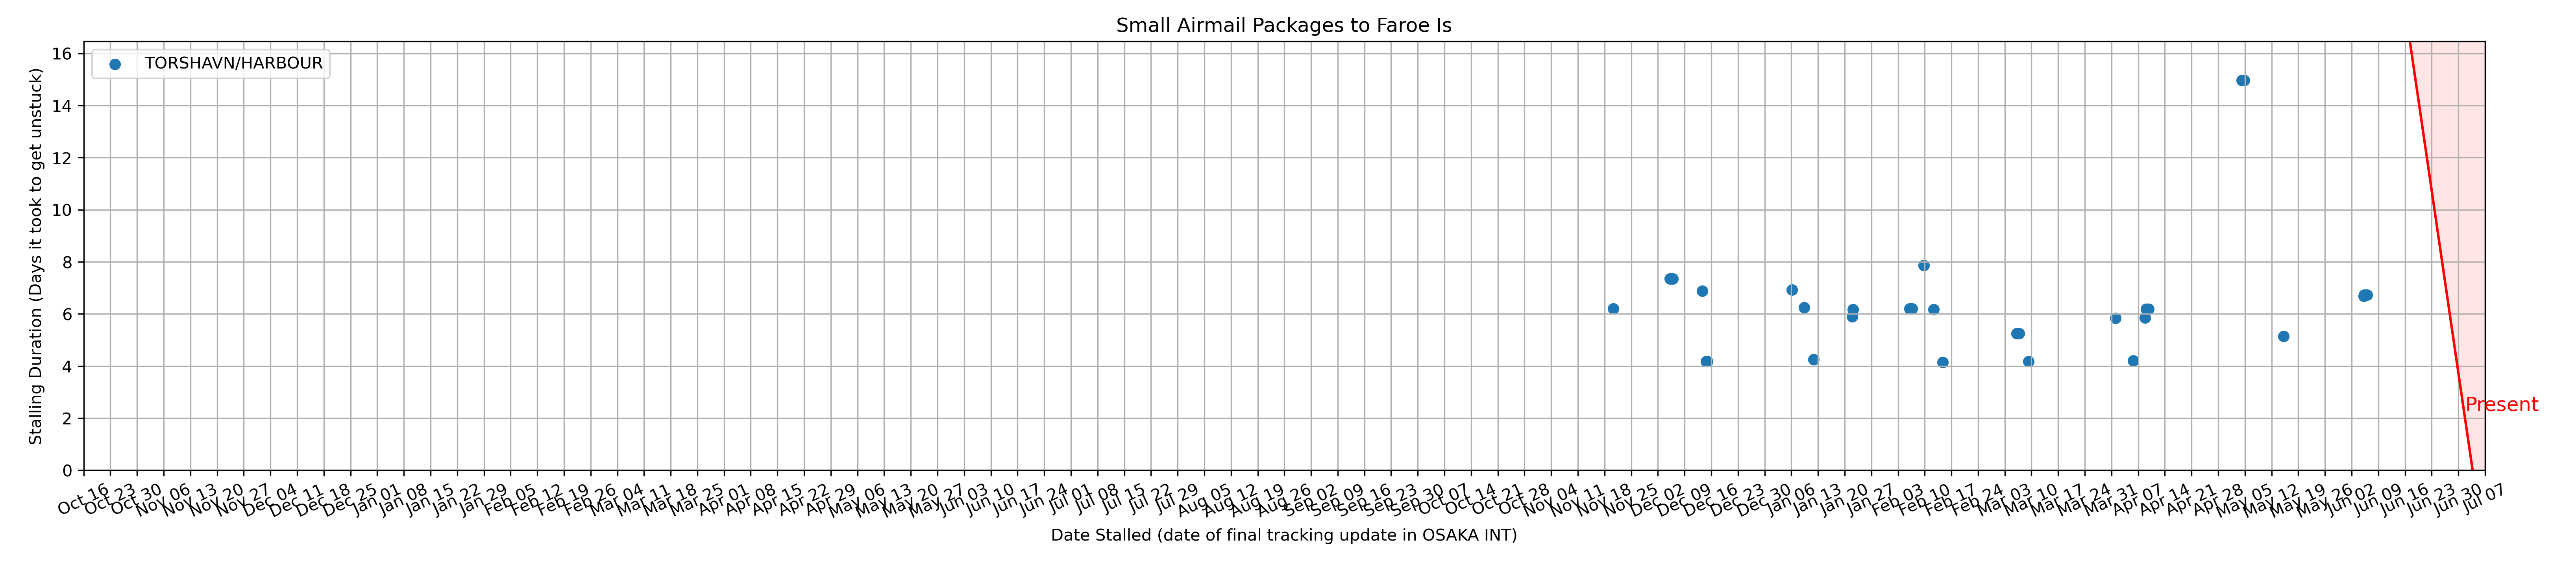 Small Airmail Packages to Faroe Is
TORSHAVN/HARBOUR
Stalling Duration (Days it took to get unstuck)
16
14
12
10
8
6
4
2
0
Present
Oct 16 Oct 23 Oct 30 Nov 06 Nov 13 Nov 20 Nov 27 Dec 04 Dec 11 Dec 18 Dec 25 Jan 01 Jan 08 Jan 15 Jan 22 Jan 29 Feb 05 Feb 12 Feb 19 Feb 26 Mar 04 Mar 11 Mar 18 Mar 25 Apr 01 Apr 08 Apr 15 Apr 22 Apr 29 May 06 May 13 May 20 May 27 Jun 03 Jun 10 Jun 17 Jun 24 Jul 01 Jul 08 Jul 15 Jul 22 Jul 29 Aug 05 Aug 12 Aug 19 Aug 26 Sep 02 Sep 09 Sep 16 Sep 23 Sep 30 Oct 07 Oct 14 Oct 21 Oct 28 Nov 04 Nov 11 Nov 18 Nov 25 Dec 02 Dec 09 Dec 16 Dec 23 Dec 30 Jan 06 Jan 13 Jan 20 Jan 27 Feb 03 Feb 10 Feb 17 Feb 24 Mar 03 Mar 10 Mar 17 Mar 24 Mar 31 Apr 07 Apr 14 Apr 21 Apr 28 May 05 May 12 May 19 May 26 Jun 02 Jun 09 Jun 16 Jun 23 Jun 30 Jul 07
Date Stalled (date of final tracking update in OSAKA INT)